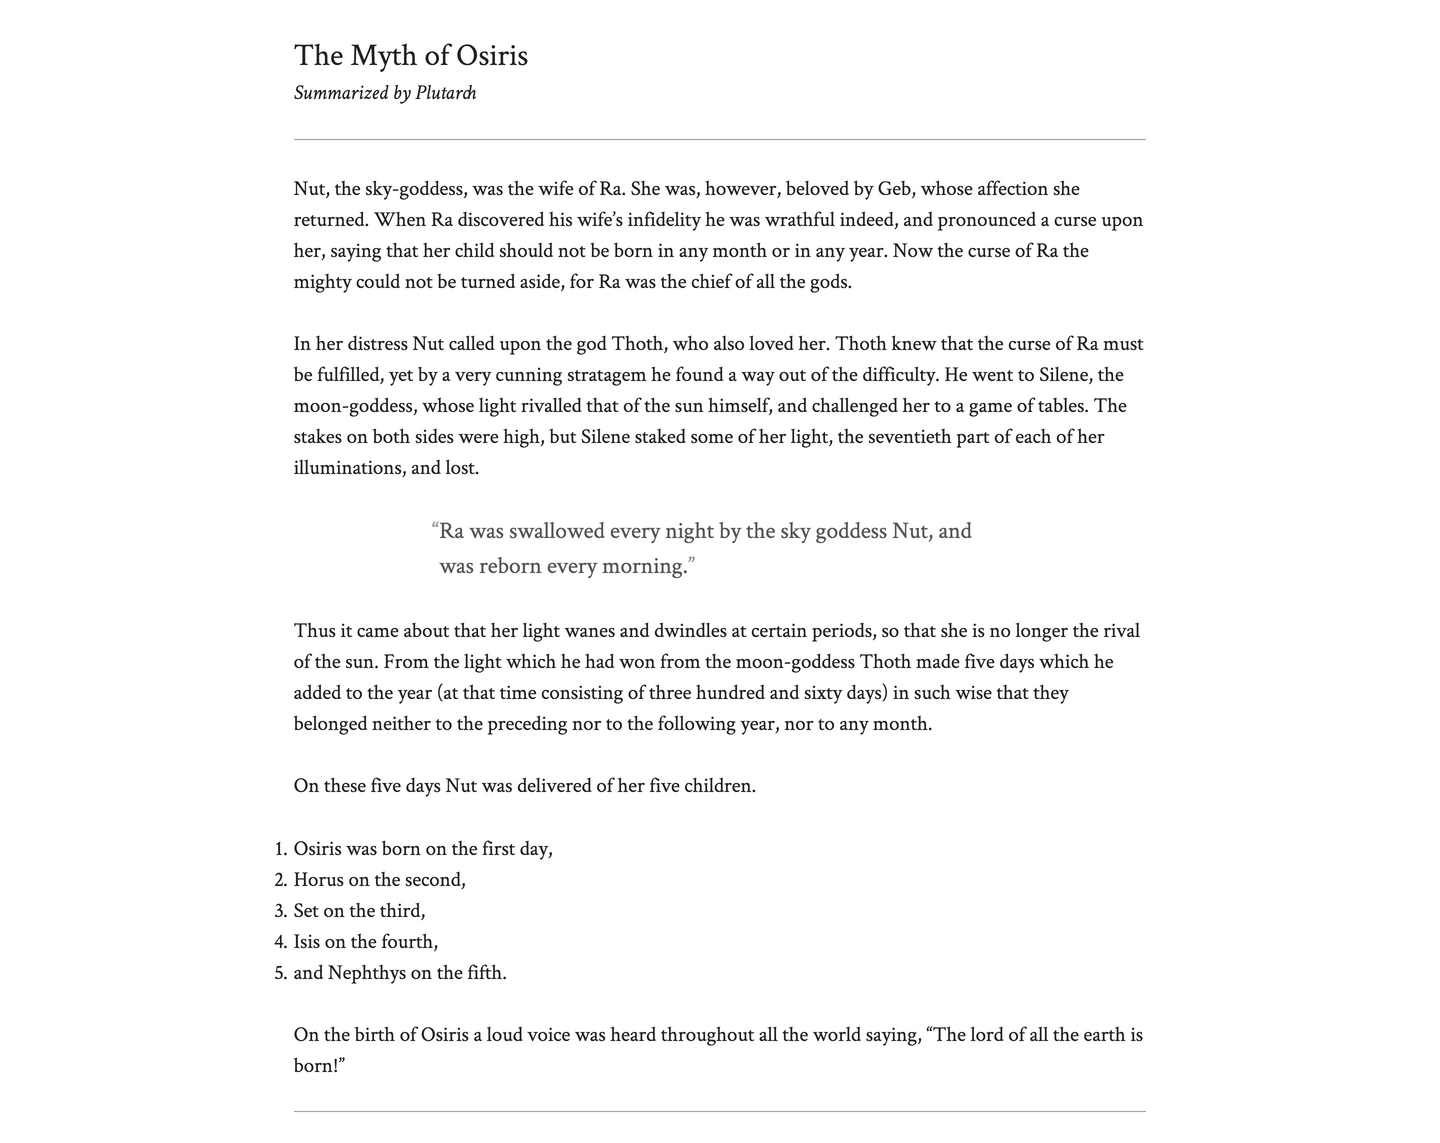 The Myth of Osiris
Summarized by Plutarch
Nut, the sky-goddess, was the wife of Ra. She was, however, beloved by Geb, whose affection she
returned. When Ra discovered his wife’s infidelity he was wrathful indeed, and pronounced a curse upon
her, saying that her child should not be born in any month or in any year. Now the curse of Ra the
mighty could not be turned aside, for Ra was the chief of all the gods.
In her distress Nut called upon the god Thoth, who also loved her. Thoth knew that the curse of Ra must
be fulfilled, yet by a very cunning stratagem he found a way out of the difficulty. He went to Silene, the
moon-goddess, whose light rivalled that of the sun himself, and challenged her to a game of tables. The
stakes on both sides were high, but Silene staked some of her light, the seventieth part of each of her
illuminations, and lost.
“Ra was swallowed every night by the sky goddess Nut, and
was reborn every morning.”
Thus it came about that her light wanes and dwindles at certain periods, so that she is no longer the rival
of the sun. From the light which he had won from the moon-goddess Thoth made five days which he
added to the year (at that time consisting of three hundred and sixty days) in such wise that they
belonged neither to the preceding nor to the following year, nor to any month.
On these five days Nut was delivered of her five children.
1. Osiris was born on the first day,
2. Horus on the second,
3. Set on the third,
4. Isis on the fourth,
5. and Nephthys on the fifth.
On the birth of Osiris a loud voice was heard throughout all the world saying, “The lord of all the earth is
born!”